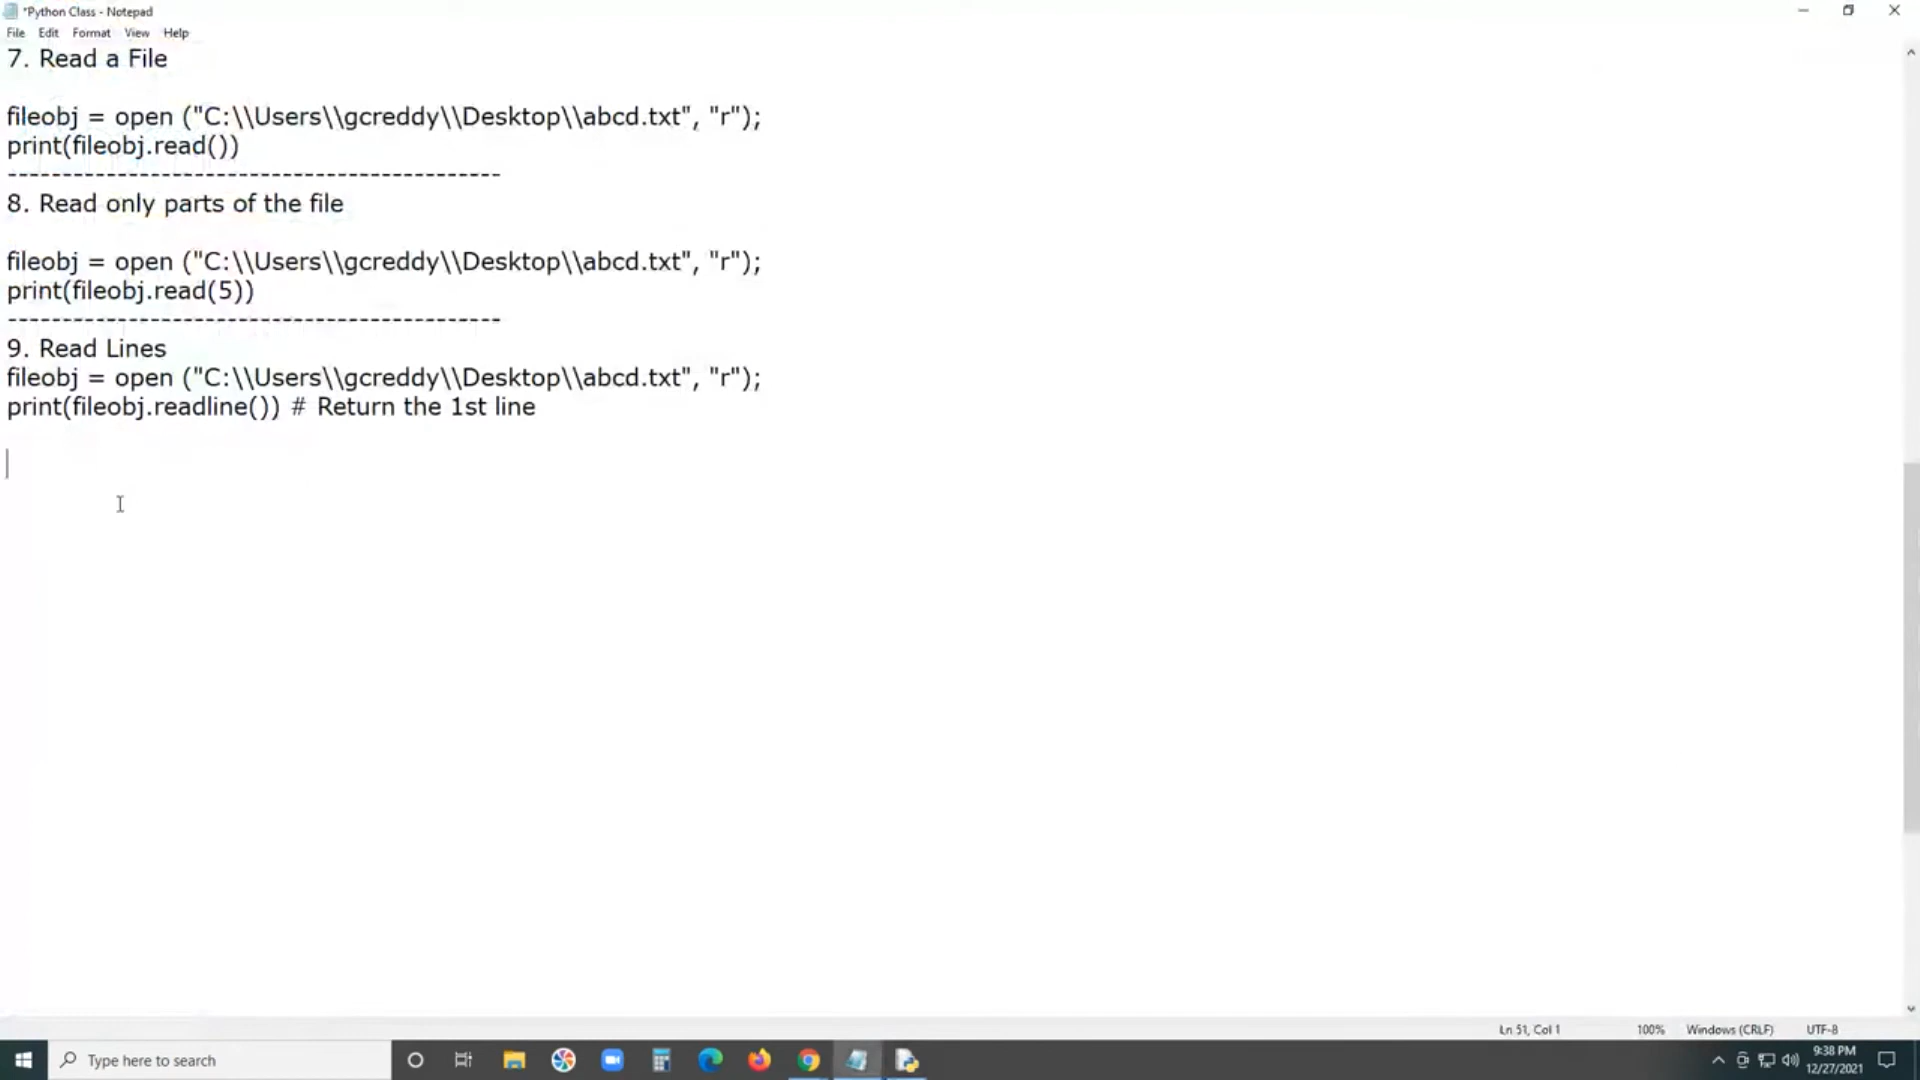 *Python Class - Notepad
File Edit Format View Help
7. Read a File
fileobj = open ("C:\\Users\\gcreddy\\Desktop\\abcd.txt", "r");
print(fileobj.read())
---------------------------------------------
8. Read only parts of the file
fileobj = open ("C:\\Users\\gcreddy\\Desktop\\abcd.txt", "r");
print(fileobj.read(5))
---------------------------------------------
9. Read Lines
fileobj = open ("C:\\Users\\gcreddy\\Desktop\\abcd.txt", "r");
print(fileobj.readline()) # Return the 1st line
Ln 51, Col 1 100% Windows (CRLF) UTF-8
Type here to search
9:38 PM
12/27/2021